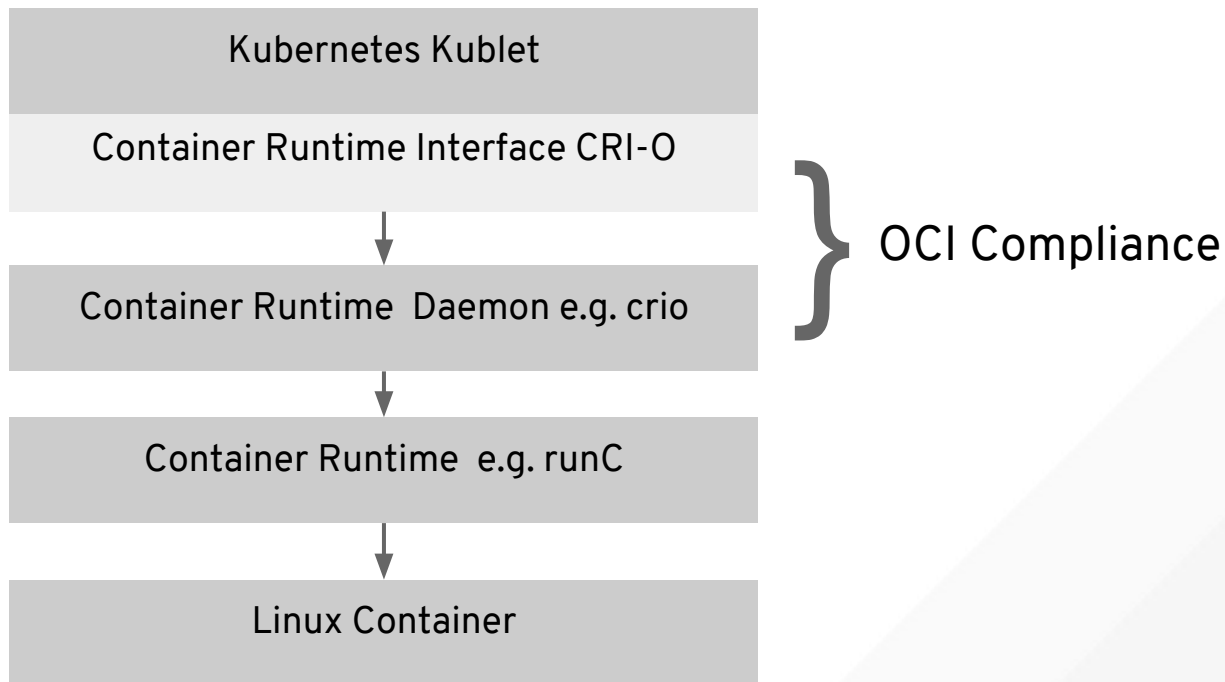 Kubernetes Kublet
Container Runtime Interface CRI-O
OCI Compliance
Container Runtime Daemon e.g. crio
Container Runtime e.g. runC
Linux Container